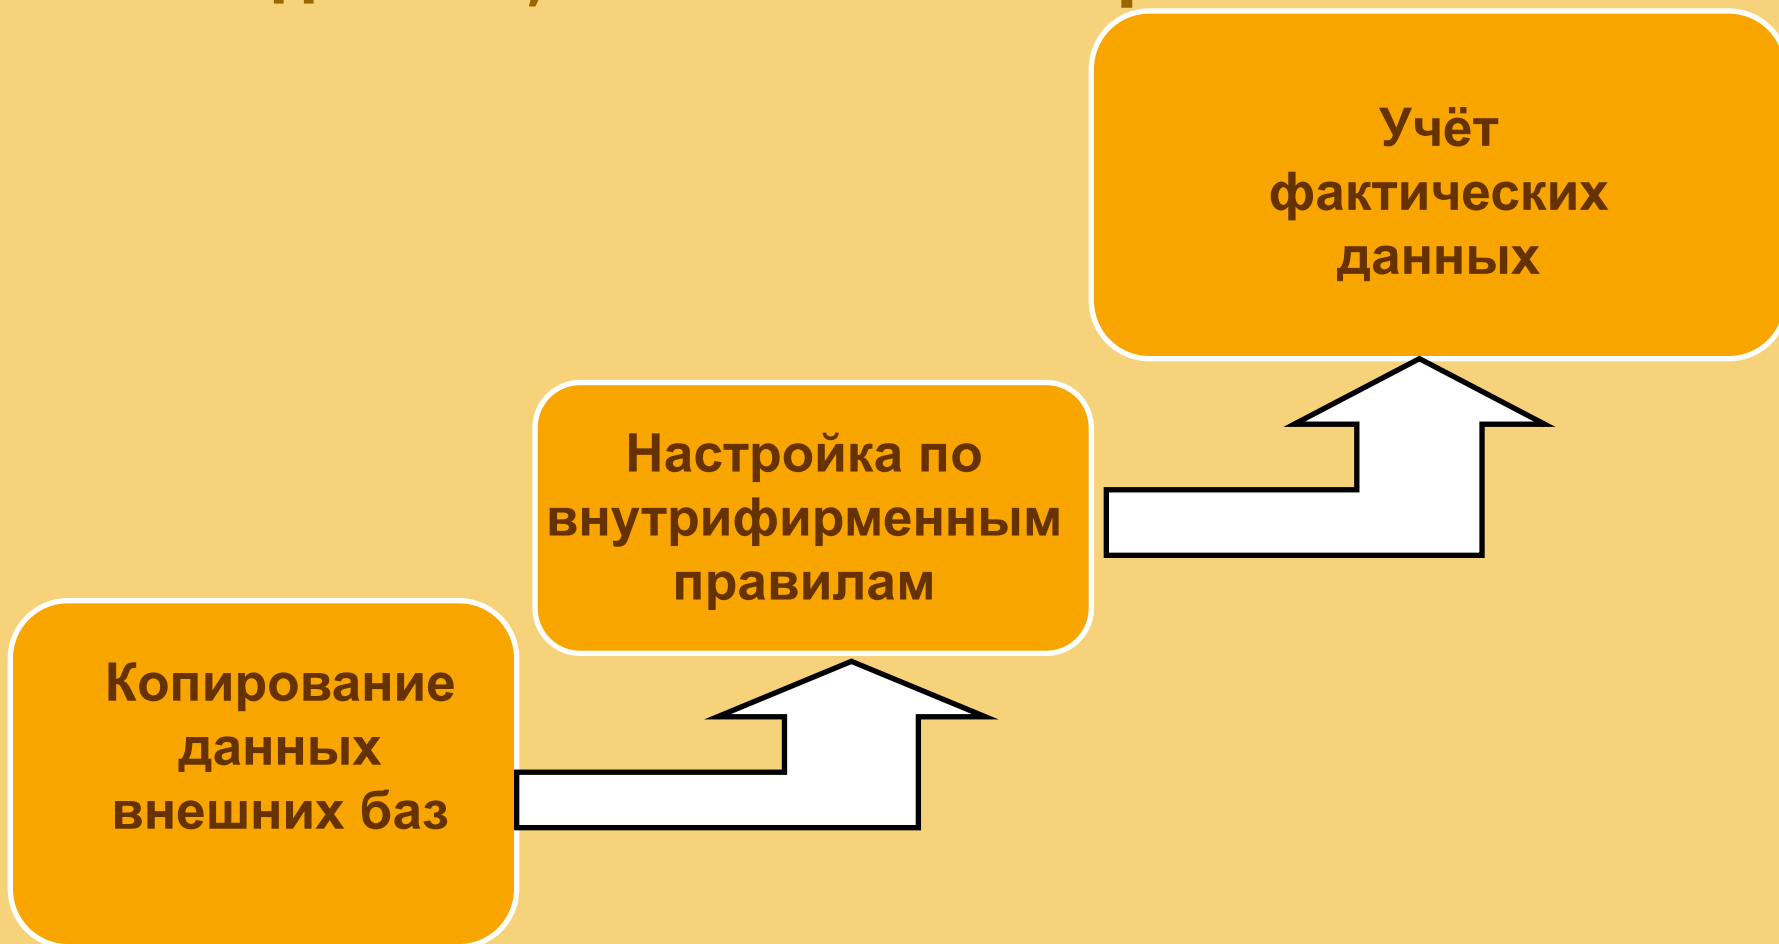 Учёт
фактических
данных
Настройка по
внутрифирменным
правилам
Копирование
данных
внешних баз